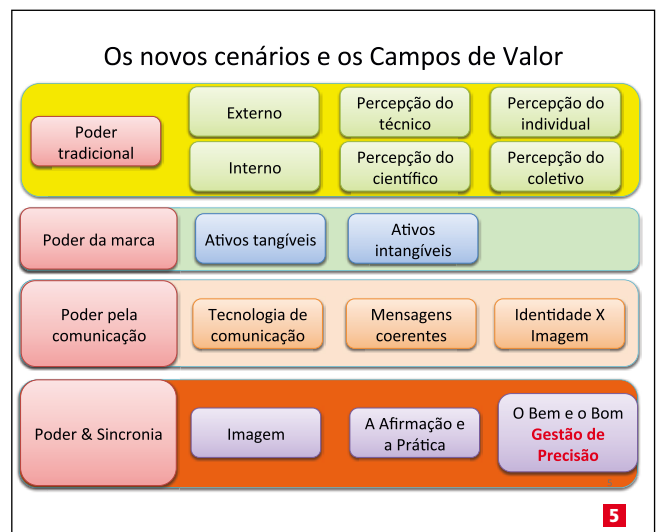 Os novos cenários e os Campos de Valor
Poder
tradicional
Externo
Percepção do
técnico
Percepção do
individual
Interno
Percepção do
científico
Percepção do
coletivo
Poder da marca
Ativos tangíveis
Ativos
intangíveis
Poder pela
comunicação
Tecnologia de
comunicação
Mensagens
coerentes
Identidade X
Imagem
Poder & Sincronia
Imagem
A Afirmação e
a Prática
O Bem e o Bom
Gestão de
Precisão
5
5